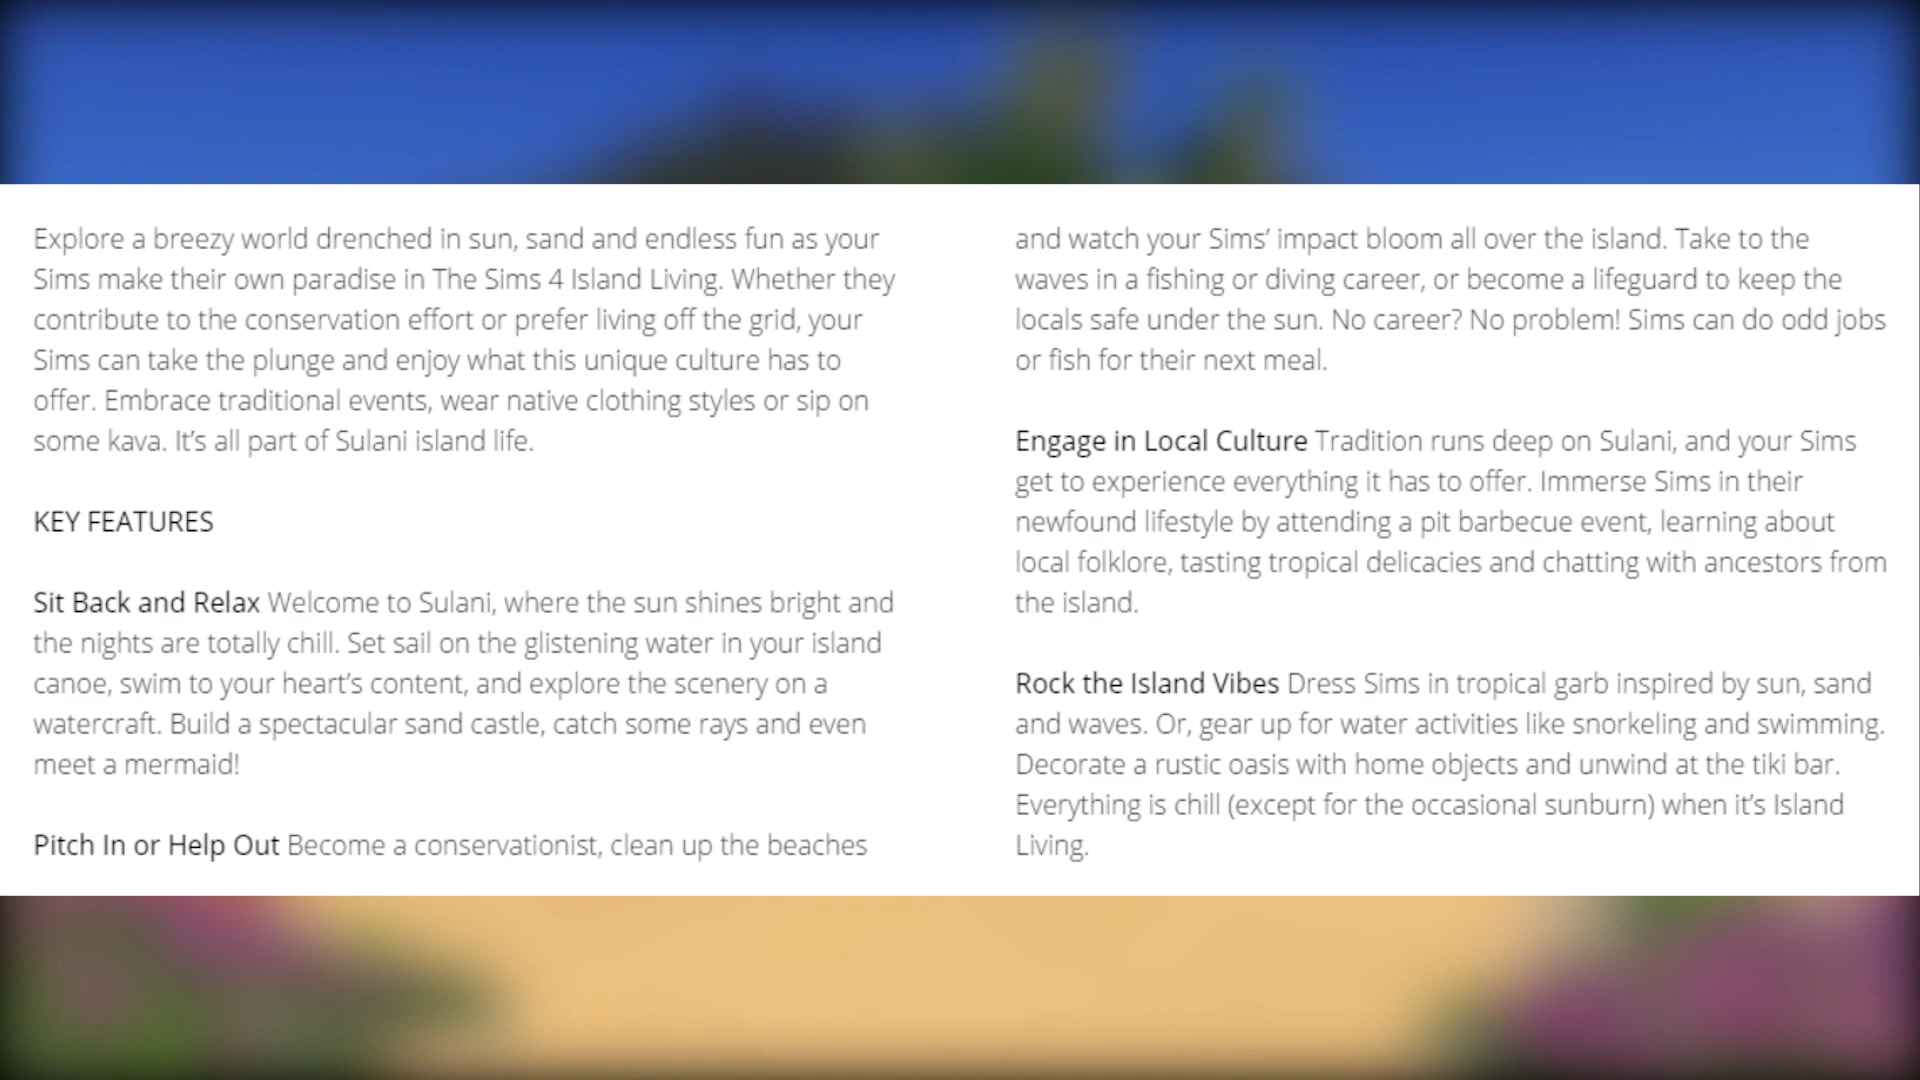 Explore a breezy world drenched in sun, sand and endless fun as your
Sims make their own paradise in The Sims 4 Island Living. Whether they
contribute to the conservation effort or prefer living off the grid, your
Sims can take the plunge and enjoy what this unique culture has to
offer. Embrace traditional events, wear native clothing styles or sip on
some kava. It’s all part of Sulani island life.
KEY FEATURES
Sit Back and Relax Welcome to Sulani, where the sun shines bright and
the nights are totally chill. Set sail on the glistening water in your island
canoe, swim to your heart’s content, and explore the scenery on a
watercraft. Build a spectacular sand castle, catch some rays and even
meet a mermaid!
Pitch In or Help Out Become a conservationist, clean up the beaches
and watch your Sims’ impact bloom all over the island. Take to the
waves in a fishing or diving career, or become a lifeguard to keep the
locals safe under the sun. No career? No problem! Sims can do odd jobs
or fish for their next meal.
Engage in Local Culture Tradition runs deep on Sulani, and your Sims
get to experience everything it has to offer. Immerse Sims in their
newfound lifestyle by attending a pit barbecue event, learning about
local folklore, tasting tropical delicacies and chatting with ancestors from
the island.
Rock the Island Vibes Dress Sims in tropical garb inspired by sun, sand
and waves. Or, gear up for water activities like snorkeling and swimming.
Decorate a rustic oasis with home objects and unwind at the tiki bar.
Everything is chill (except for the occasional sunburn) when it’s Island
Living.